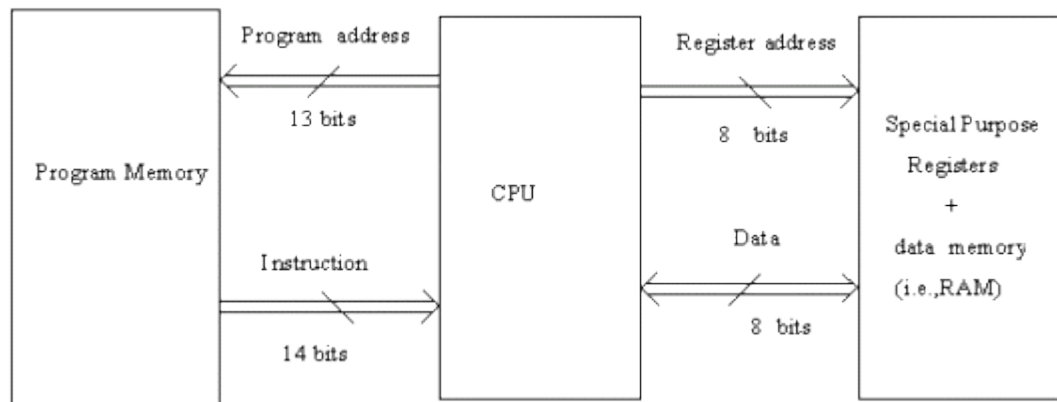 Program Memory
Program address
13 bits
Instruction
14 bits
CPU
Register address
8 bits
Data
8 bits
Special Purpose
Registers
+
data memory
(i.e.,RAM)